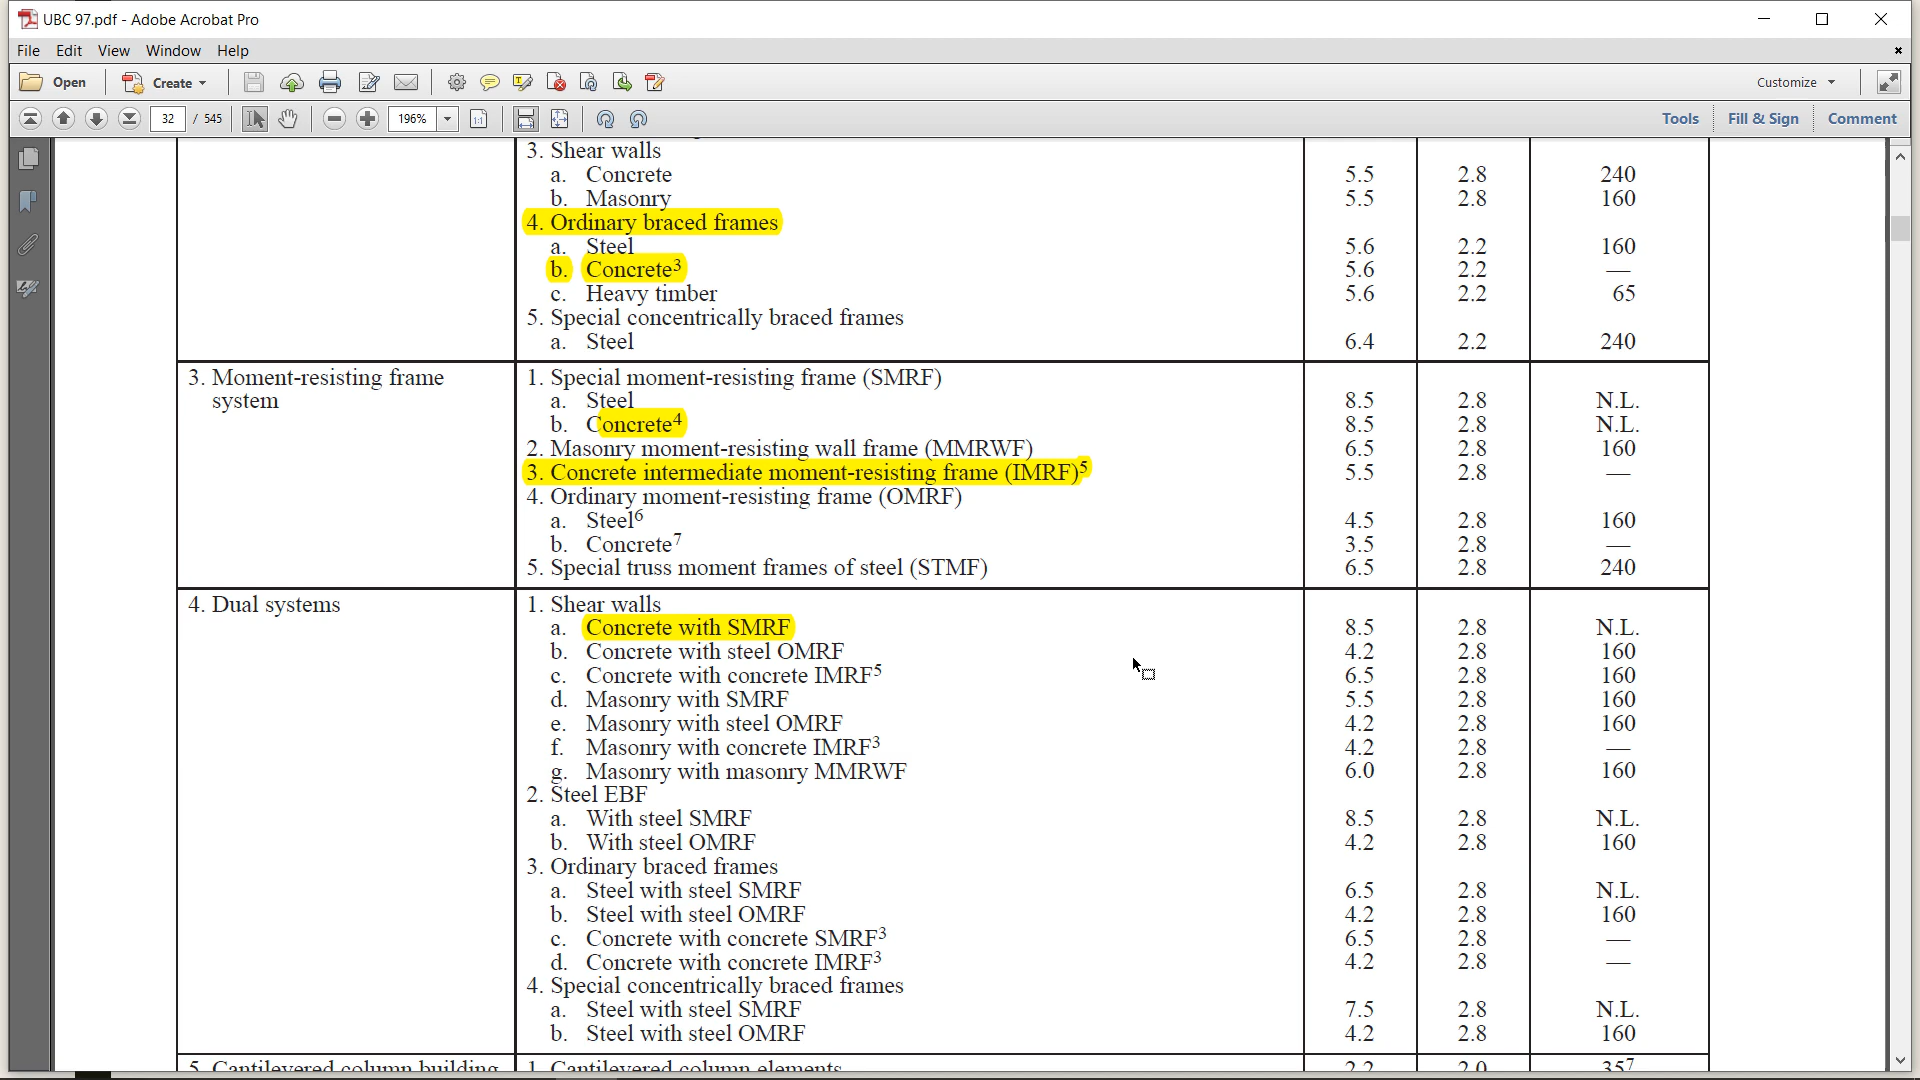 UBC 97.pdf - Adobe Acrobat Pro
File Edit View Window Help
Open Create Customize
32 / 545 196% Tools Fill & Sign Comment
3. Shear walls
a. Concrete 5.5 2.8 240
b. Masonry 5.5 2.8 160
4. Ordinary braced frames
a. Steel 5.6 2.2 160
b. Concrete3 5.6 2.2 —
c. Heavy timber 5.6 2.2 65
5. Special concentrically braced frames
a. Steel 6.4 2.2 240
3. Moment-resisting frame 1. Special moment-resisting frame (SMRF)
system a. Steel 8.5 2.8 N.L.
b. Concrete4 8.5 2.8 N.L.
2. Masonry moment-resisting wall frame (MMRWF) 6.5 2.8 160
3. Concrete intermediate moment-resisting frame (IMRF)5 5.5 2.8 —
4. Ordinary moment-resisting frame (OMRF)
a. Steel6 4.5 2.8 160
b. Concrete7 3.5 2.8 —
5. Special truss moment frames of steel (STMF) 6.5 2.8 240
4. Dual systems 1. Shear walls
a. Concrete with SMRF 8.5 2.8 N.L.
b. Concrete with steel OMRF 4.2 2.8 160
c. Concrete with concrete IMRF5 6.5 2.8 160
d. Masonry with SMRF 5.5 2.8 160
e. Masonry with steel OMRF 4.2 2.8 160
f. Masonry with concrete IMRF3 4.2 2.8 —
g. Masonry with masonry MMRWF 6.0 2.8 160
2. Steel EBF
a. With steel SMRF 8.5 2.8 N.L.
b. With steel OMRF 4.2 2.8 160
3. Ordinary braced frames
a. Steel with steel SMRF 6.5 2.8 N.L.
b. Steel with steel OMRF 4.2 2.8 160
c. Concrete with concrete SMRF3 6.5 2.8 —
d. Concrete with concrete IMRF3 4.2 2.8 —
4. Special concentrically braced frames
a. Steel with steel SMRF 7.5 2.8 N.L.
b. Steel with steel OMRF 4.2 2.8 160
5. Cantilevered column building 1. Cantilevered column elements 2.2 2.0 357